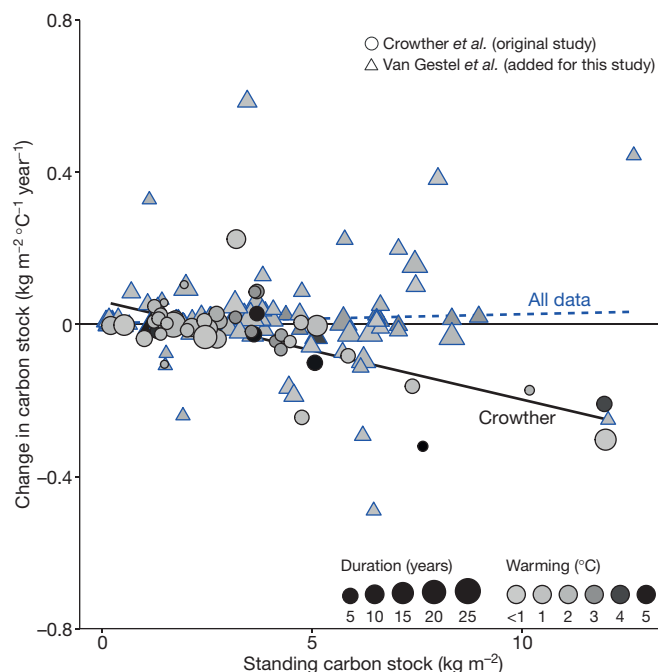 0.8
0.4
0
−0.4
−0.8
Change in carbon stock (kg m−2 °C−1 year−1)
Crowther et al. (original study)
Van Gestel et al. (added for this study)
All data
Crowther
Duration (years)
5 10 15 20 25
Warming (°C)
<1 1 2 3 4 5
0 5 10
Standing carbon stock (kg m−2)